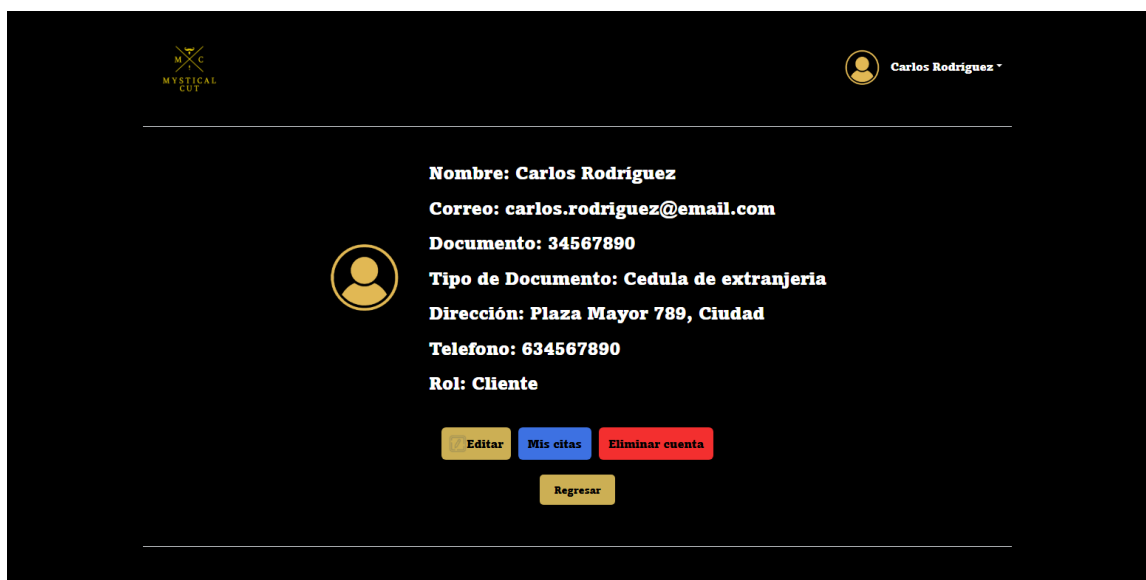 M C
MYSTICAL
CUT
Carlos Rodríguez
Nombre: Carlos Rodríguez
Correo: carlos.rodriguez@email.com
Documento: 34567890
Tipo de Documento: Cedula de extranjeria
Dirección: Plaza Mayor 789, Ciudad
Telefono: 634567890
Rol: Cliente
Editar Mis citas Eliminar cuenta
Regresar